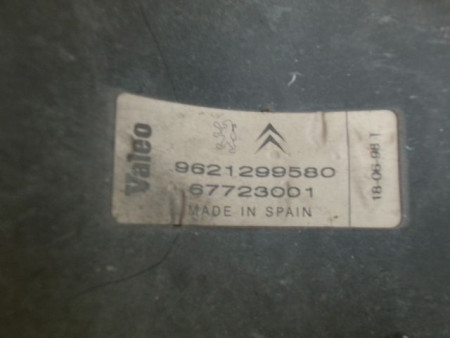 Valeo
9621299580
67723001
MADE IN SPAIN
18-06-98 T